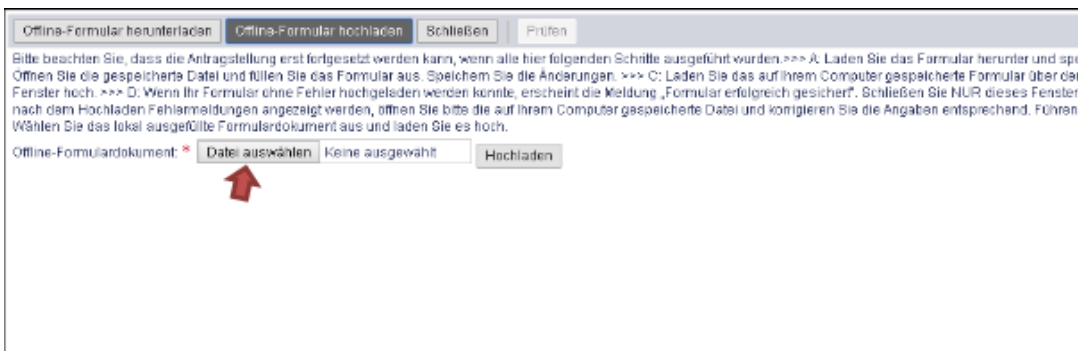 Offline-Formular herunterladen Offline-Formular hochladen Schließen Prüfen
Bitte beachten Sie, dass die Antragstellung erst fortgesetzt werden kann, wenn alle hier folgenden Schritte ausgeführt wurden.>>> A: Laden Sie das Formular herunter und spe
Öffnen Sie die gespeicherte Datei und füllen Sie das Formular aus. Speichern Sie die Änderungen. >>> C: Laden Sie das auf Ihrem Computer gespeicherte Formular über der
Fenster hoch. >>> D: Wenn Ihr Formular ohne Fehler hochgeladen werden konnte, erscheint die Meldung „Formular erfolgreich gesichert". Schließen Sie NUR dieses Fenster
nach dem Hochladen Fehlermeldungen angezeigt werden, öffnen Sie bitte die auf Ihrem Computer gespeicherte Datei und korrigieren Sie die Angaben entsprechend. Führen
Wählen Sie das lokal ausgefüllte Formulardokument aus und laden Sie es hoch.
Offline-Formulardokument: * Datei auswählen Keine ausgewählt Hochladen